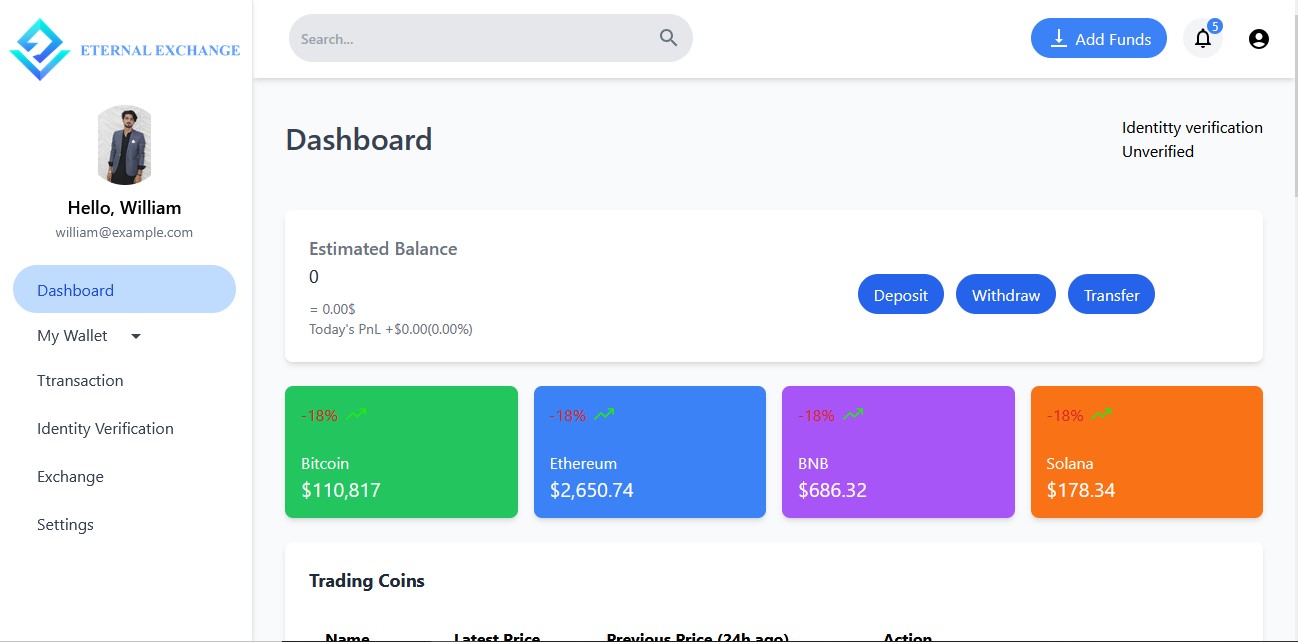 ETERNAL EXCHANGE
Search...
Add Funds
5
Hello, William
william@example.com
Dashboard
My Wallet
Ttransaction
Identity Verification
Exchange
Settings
Dashboard
Identitty verification
Unverified
Estimated Balance
0
= 0.00$
Today's PnL +$0.00(0.00%)
Deposit
Withdraw
Transfer
-18%
Bitcoin
$110,817
-18%
Ethereum
$2,650.74
-18%
BNB
$686.32
-18%
Solana
$178.34
Trading Coins
Name Latest Price Previous Price (24h ago) Action